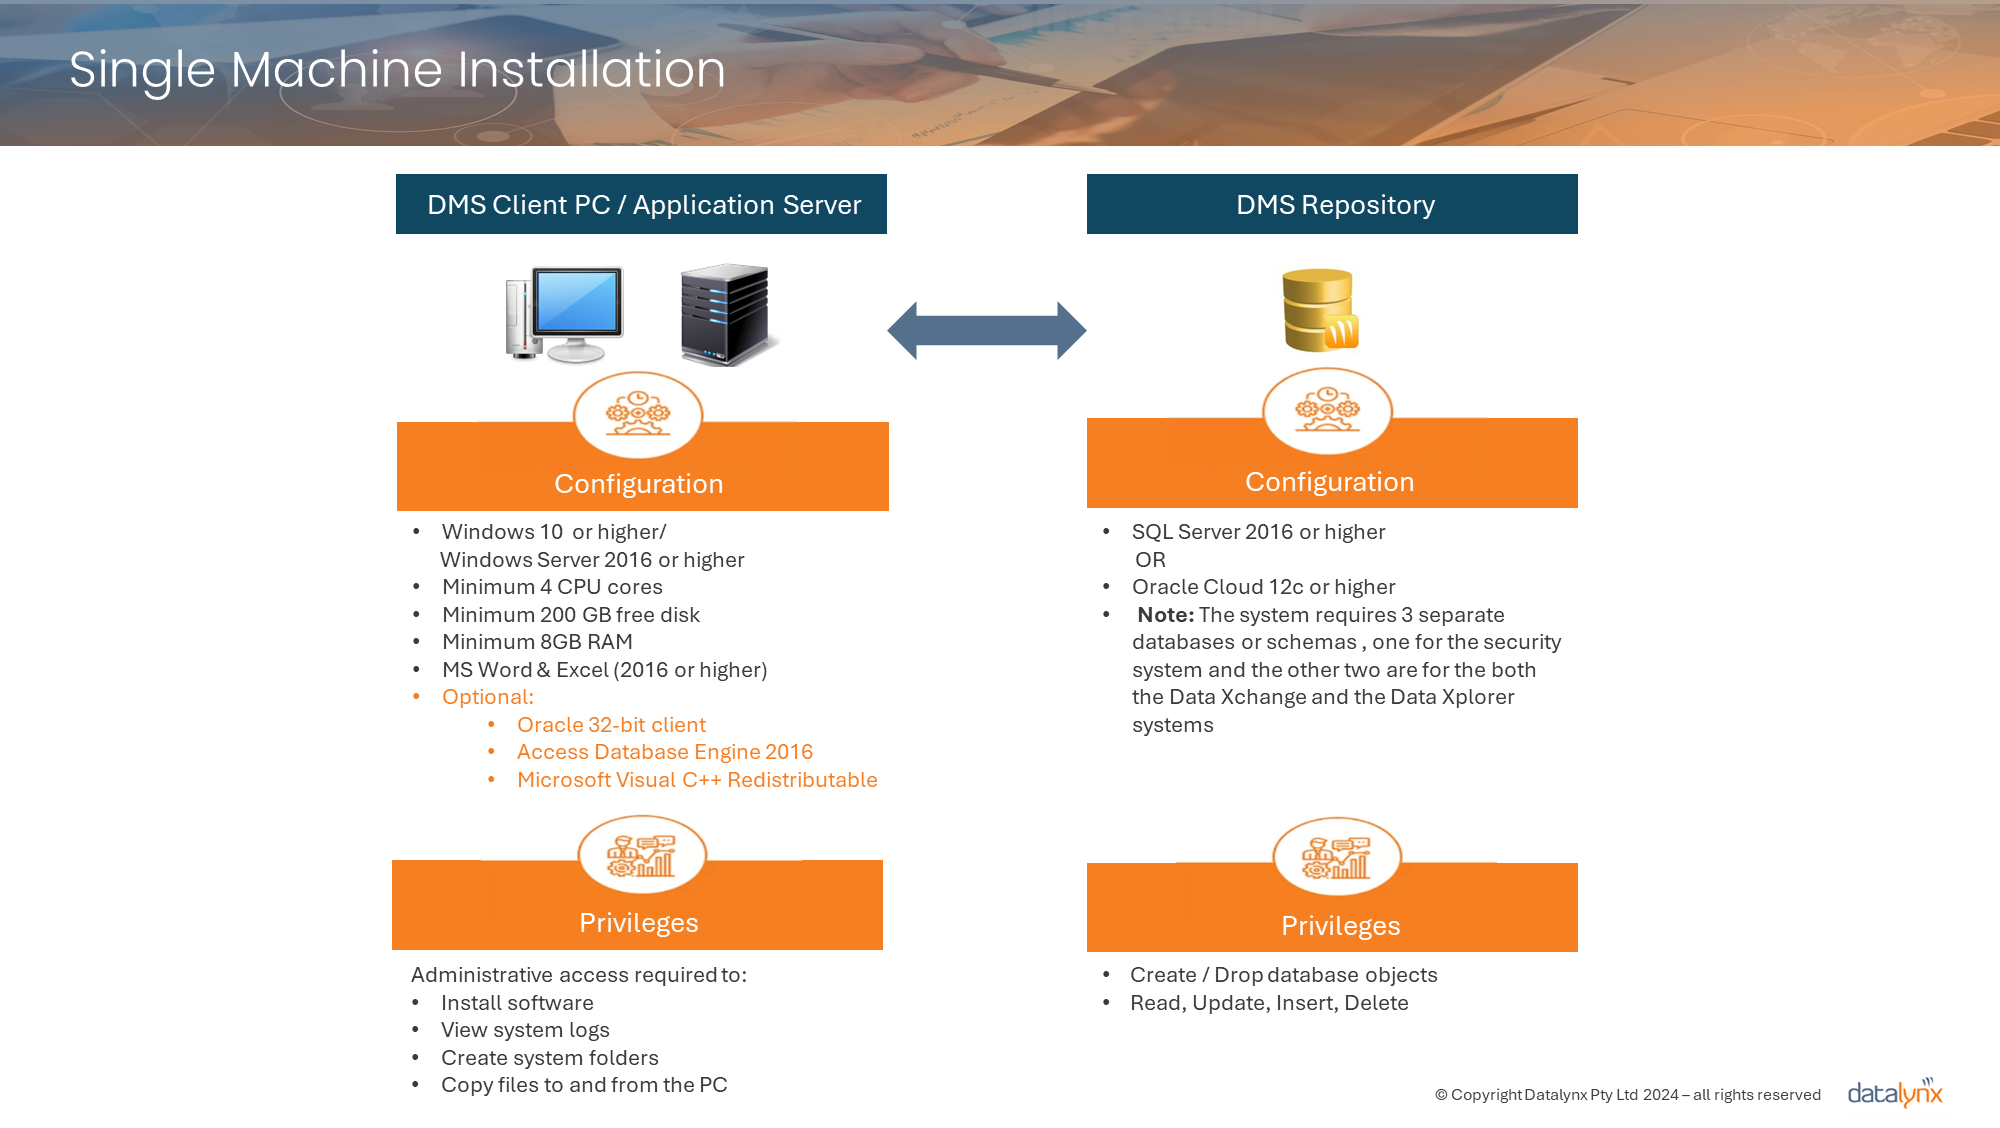 Single Machine Installation
DMS Client PC / Application Server
Configuration
• Windows 10 or higher/
Windows Server 2016 or higher
• Minimum 4 CPU cores
• Minimum 200 GB free disk
• Minimum 8GB RAM
• MS Word & Excel (2016 or higher)
• Optional:
• Oracle 32-bit client
• Access Database Engine 2016
• Microsoft Visual C++ Redistributable
Privileges
Administrative access required to:
• Install software
• View system logs
• Create system folders
• Copy files to and from the PC
DMS Repository
Configuration
• SQL Server 2016 or higher
OR
• Oracle Cloud 12c or higher
• Note: The system requires 3 separate
databases or schemas , one for the security
system and the other two are for the both
the Data Xchange and the Data Xplorer
systems
Privileges
• Create / Drop database objects
• Read, Update, Insert, Delete
© Copyright Datalynx Pty Ltd 2024 – all rights reserved
datalynx